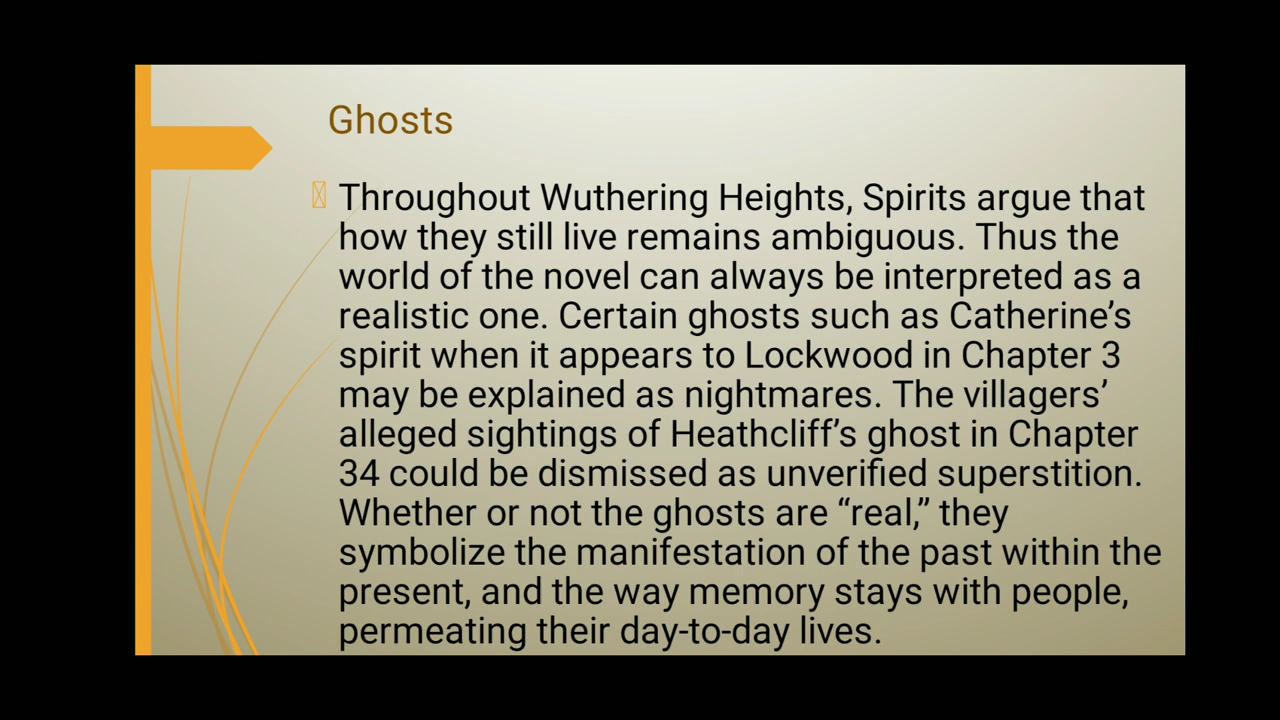 Ghosts
Throughout Wuthering Heights, Spirits argue that
how they still live remains ambiguous. Thus the
world of the novel can always be interpreted as a
realistic one. Certain ghosts such as Catherine’s
spirit when it appears to Lockwood in Chapter 3
may be explained as nightmares. The villagers’
alleged sightings of Heathcliff’s ghost in Chapter
34 could be dismissed as unverified superstition.
Whether or not the ghosts are “real,” they
symbolize the manifestation of the past within the
present, and the way memory stays with people,
permeating their day-to-day lives.